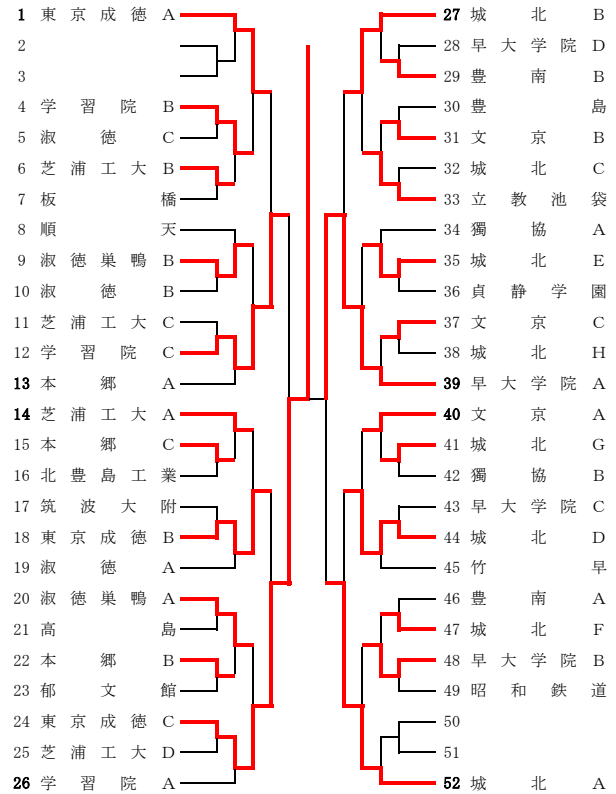 1 東京成徳 A
2
3
4 学習院 B
5 淑徳 C
6 芝浦工大 B
7 板橋
8 順天
9 淑徳巣鴨 B
10 淑徳 B
11 芝浦工大 C
12 学習院 C
13 本郷 A
14 芝浦工大 A
15 本郷 C
16 北豊島工業
17 筑波大附
18 東京成徳 B
19 淑徳 A
20 淑徳巣鴨 A
21 高島
22 本郷 B
23 郁文館
24 東京成徳 C
25 芝浦工大 D
26 学習院 A
27 城北 B
28 早大学院 D
29 豊南 B
30 豊島
31 文京 B
32 城北 C
33 立教池袋
34 獨協 A
35 城北 E
36 貞静学園
37 文京 C
38 城北 H
39 早大学院 A
40 文京 A
41 城北 G
42 獨協 B
43 早大学院 C
44 城北 D
45 竹早
46 豊南 A
47 城北 F
48 早大学院 B
49 昭和鉄道
50
51
52 城北 A